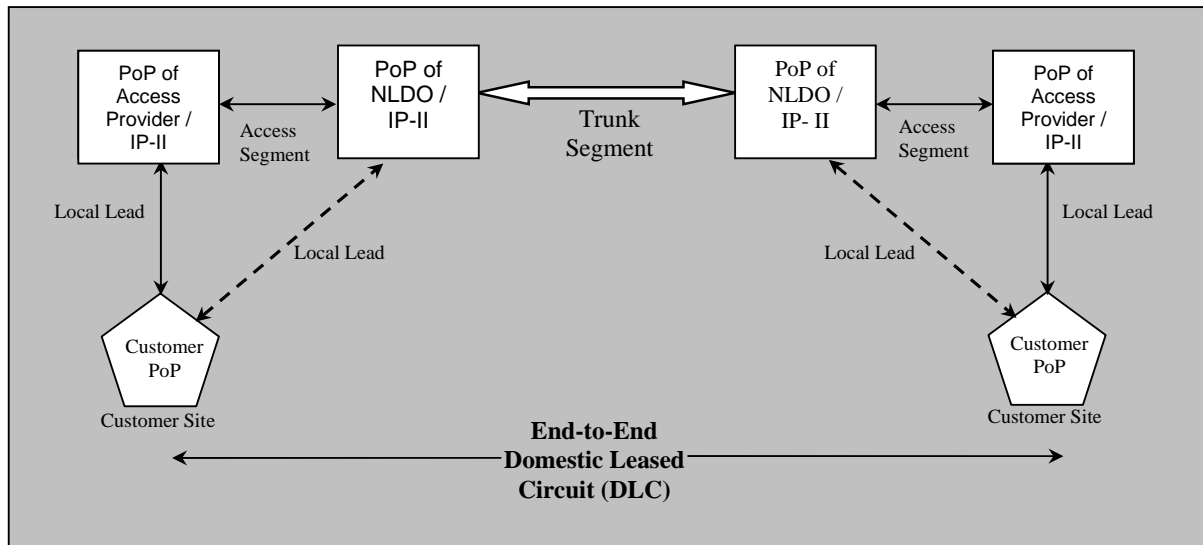 PoP of
Access
Provider /
IP-II
Access
Segment
PoP of
NLDO /
IP-II
Trunk
Segment
PoP of
NLDO /
IP- II
Access
Segment
PoP of
Access
Provider /
IP-II
Local Lead
Local Lead
Local Lead
Local Lead
Customer
PoP
Customer Site
Customer
PoP
Customer Site
End-to-End
Domestic Leased
Circuit (DLC)